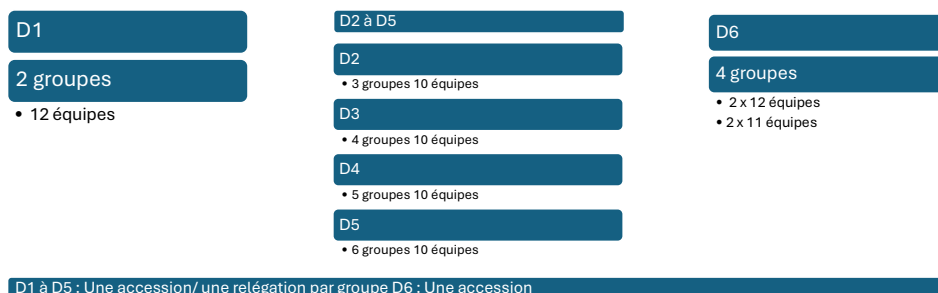 D1
2 groupes
• 12 équipes
D2 à D5
D2
• 3 groupes 10 équipes
D3
• 4 groupes 10 équipes
D4
• 5 groupes 10 équipes
D5
• 6 groupes 10 équipes
D6
4 groupes
• 2 x 12 équipes
• 2 x 11 équipes
D1 à D5 : Une accession/ une relégation par groupe D6 : Une accession